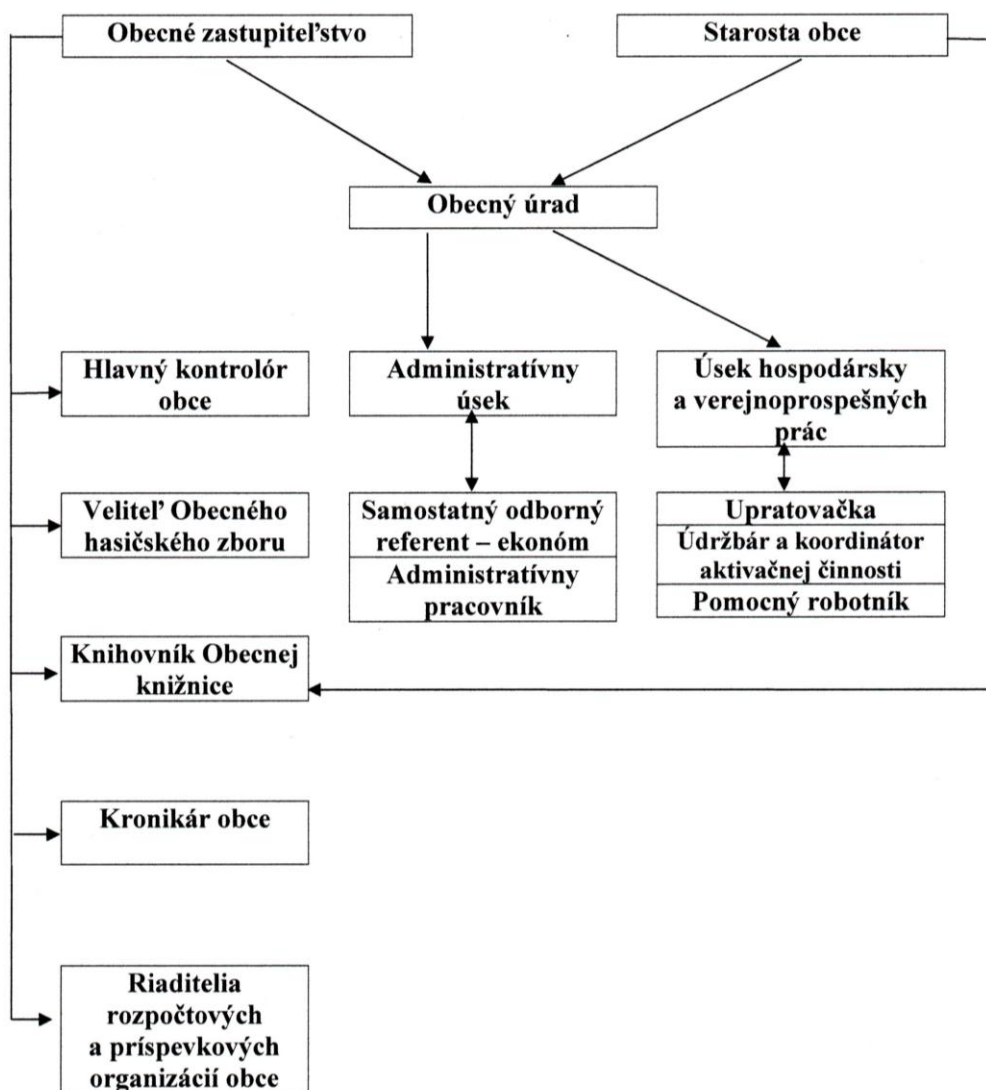 Obecné zastupiteľstvo
Starosta obce
Obecný úrad
Hlavný kontrolór
obce
Administratívny
úsek
Úsek hospodársky
a verejnoprospešných
prác
Veliteľ Obecného
hasičského zboru
Samostatný odborný
referent – ekonóm
Administratívny
pracovník
Upratovačka
Údržbár a koordinátor
aktivačnej činnosti
Pomocný robotník
Knihovník Obecnej
knižnice
Kronikár obce
Riaditelia
rozpočtových
a príspevkových
organizácií obce